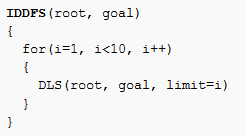 IDDFS(root, goal)
{
for(i=1, i<10, i++)
{
DLS(root, goal, limit=i)
}
}